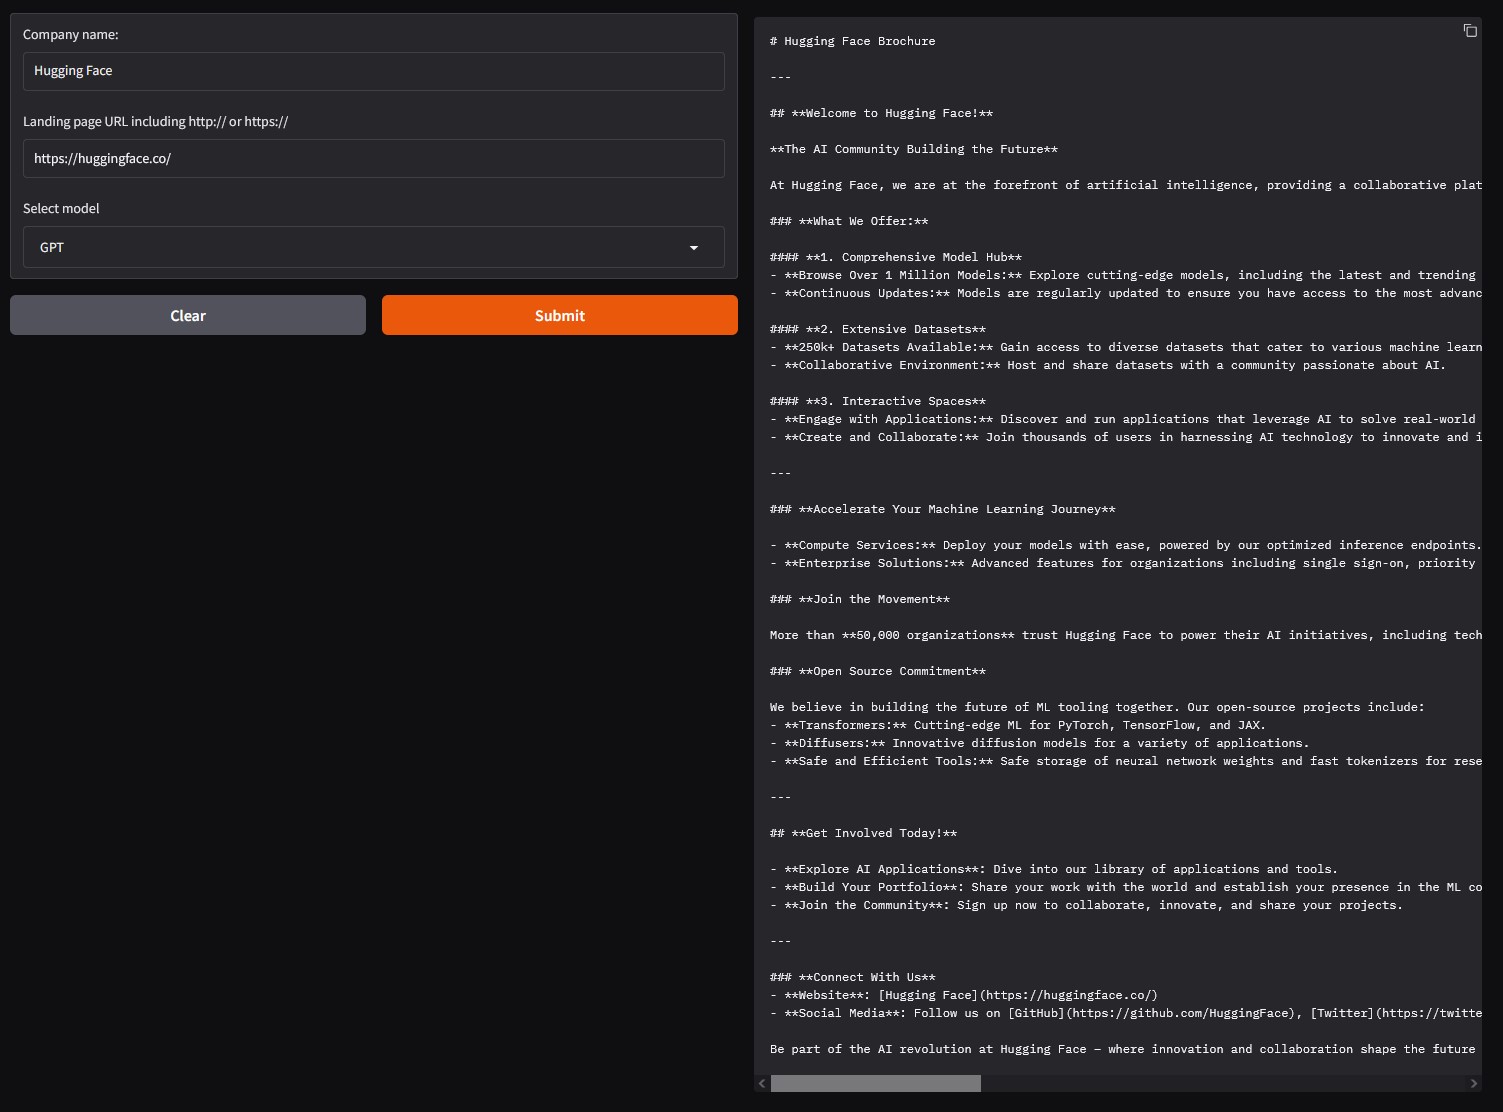 Company name:
Hugging Face
Landing page URL including http:// or https://
https://huggingface.co/
Select model
GPT
Clear
Submit
# Hugging Face Brochure
---
## **Welcome to Hugging Face!**
**The AI Community Building the Future**
At Hugging Face, we are at the forefront of artificial intelligence, providing a collaborative plat
### **What We Offer:**
#### **1. Comprehensive Model Hub**
- **Browse Over 1 Million Models:** Explore cutting-edge models, including the latest and trending
- **Continuous Updates:** Models are regularly updated to ensure you have access to the most advanc
#### **2. Extensive Datasets**
- **250k+ Datasets Available:** Gain access to diverse datasets that cater to various machine learn
- **Collaborative Environment:** Host and share datasets with a community passionate about AI.
#### **3. Interactive Spaces**
- **Engage with Applications:** Discover and run applications that leverage AI to solve real-world
- **Create and Collaborate:** Join thousands of users in harnessing AI technology to innovate and i
---
### **Accelerate Your Machine Learning Journey**
- **Compute Services:** Deploy your models with ease, powered by our optimized inference endpoints.
- **Enterprise Solutions:** Advanced features for organizations including single sign-on, priority
### **Join the Movement**
More than **50,000 organizations** trust Hugging Face to power their AI initiatives, including tech
### **Open Source Commitment**
We believe in building the future of ML tooling together. Our open-source projects include:
- **Transformers:** Cutting-edge ML for PyTorch, TensorFlow, and JAX.
- **Diffusers:** Innovative diffusion models for a variety of applications.
- **Safe and Efficient Tools:** Safe storage of neural network weights and fast tokenizers for rese
---
## **Get Involved Today!**
- **Explore AI Applications**: Dive into our library of applications and tools.
- **Build Your Portfolio**: Share your work with the world and establish your presence in the ML co
- **Join the Community**: Sign up now to collaborate, innovate, and share your projects.
---
### **Connect With Us**
- **Website**: [Hugging Face](https://huggingface.co/)
- **Social Media**: Follow us on [GitHub](https://github.com/HuggingFace), [Twitter](https://twitte
Be part of the AI revolution at Hugging Face – where innovation and collaboration shape the future